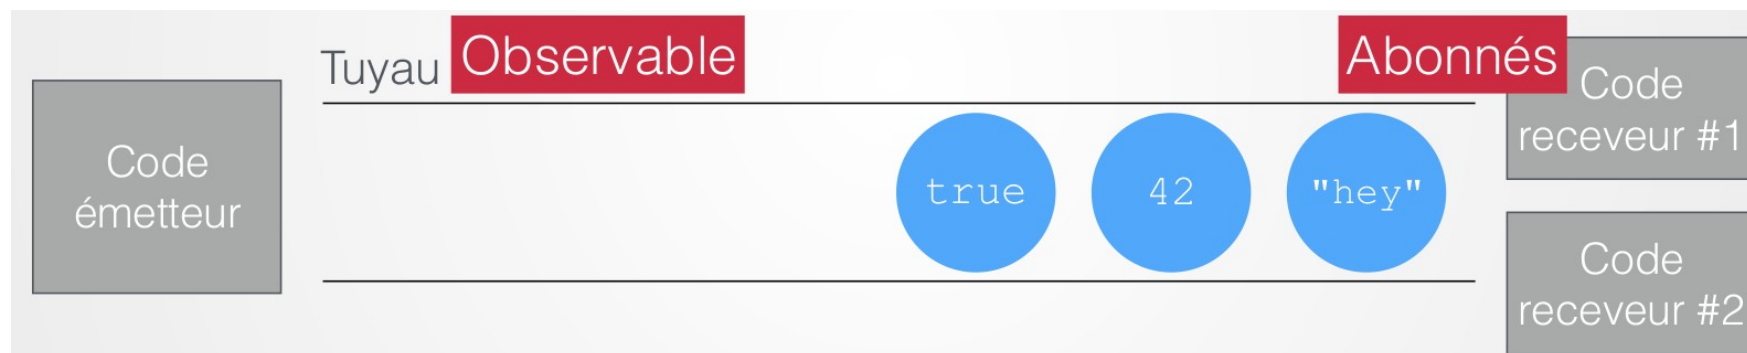 Code
émetteur
Tuyau Observable
true
42
"hey"
Abonnés
Code
receveur #1
Code
receveur #2